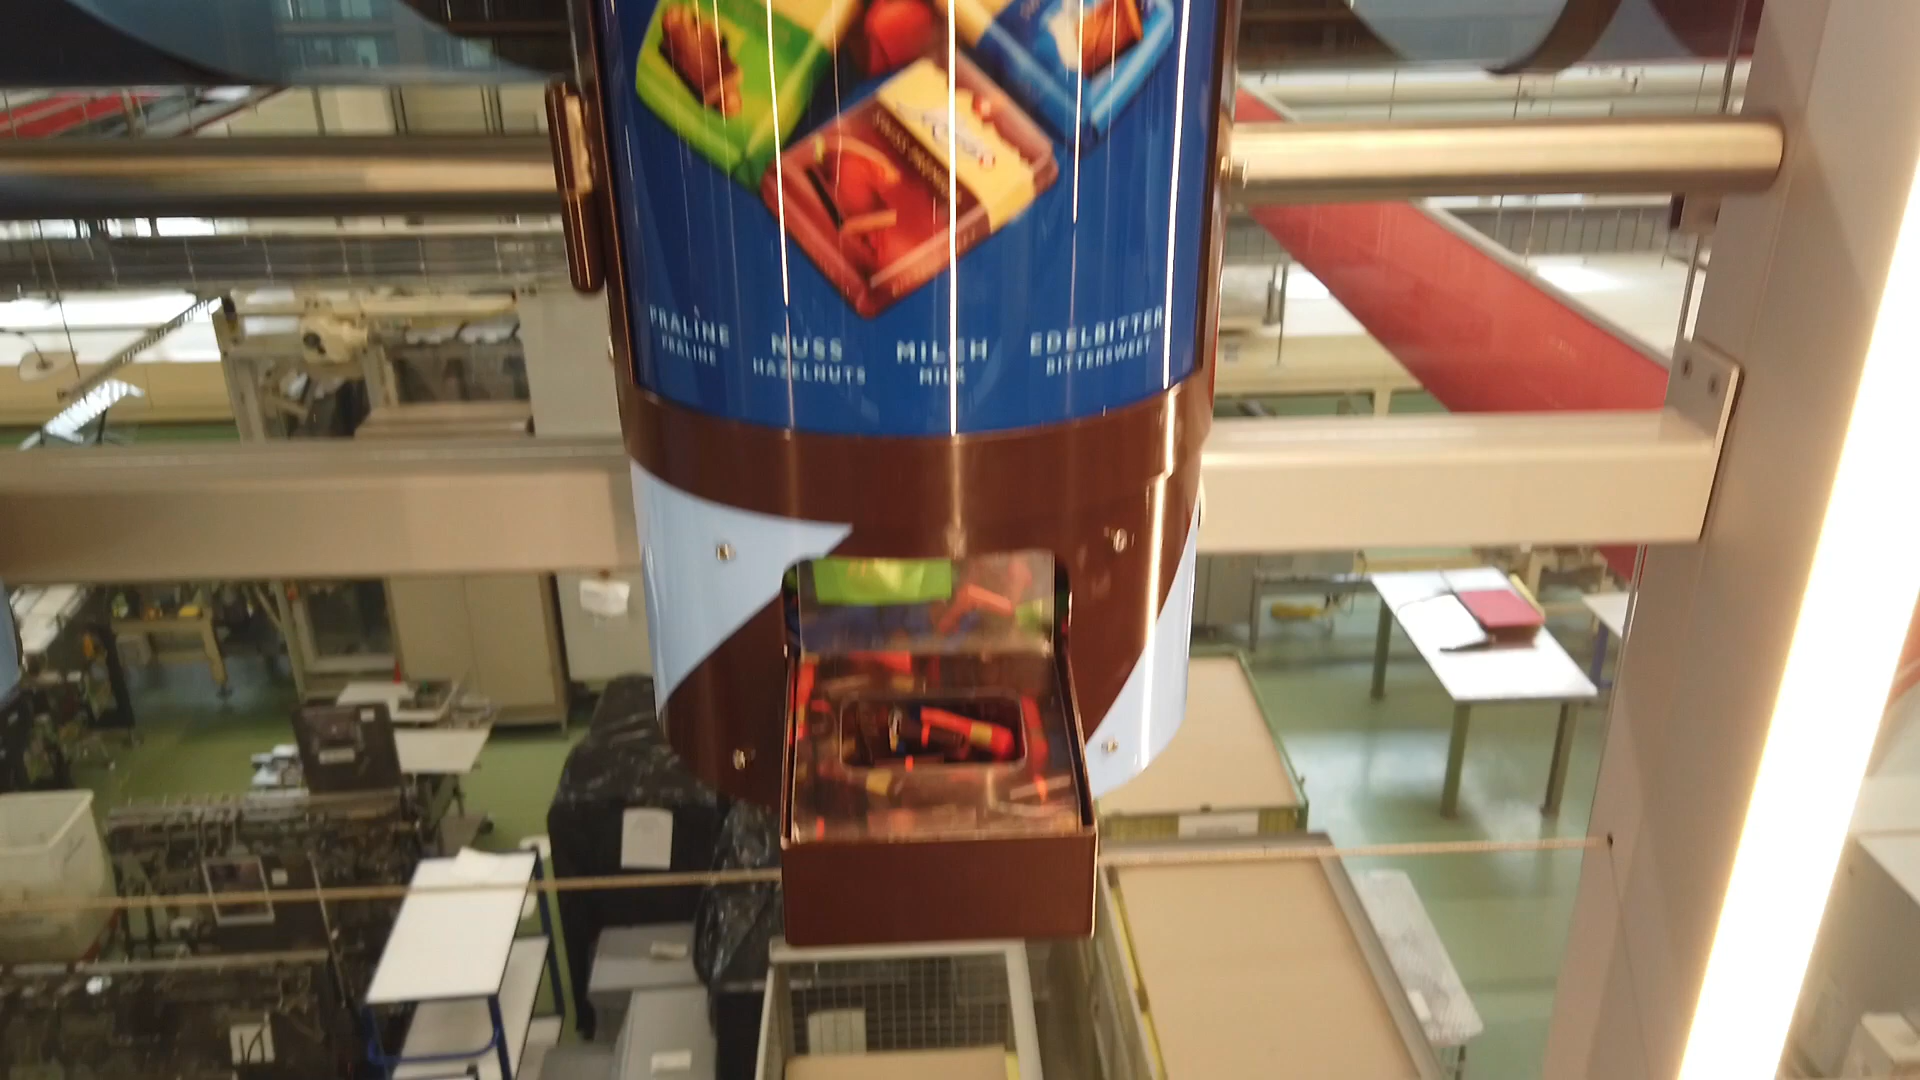 PRALINE
PRALINE
NUSS
HAZELNUTS
MILCH
MILK
EDELBITTER
BITTERSWEET